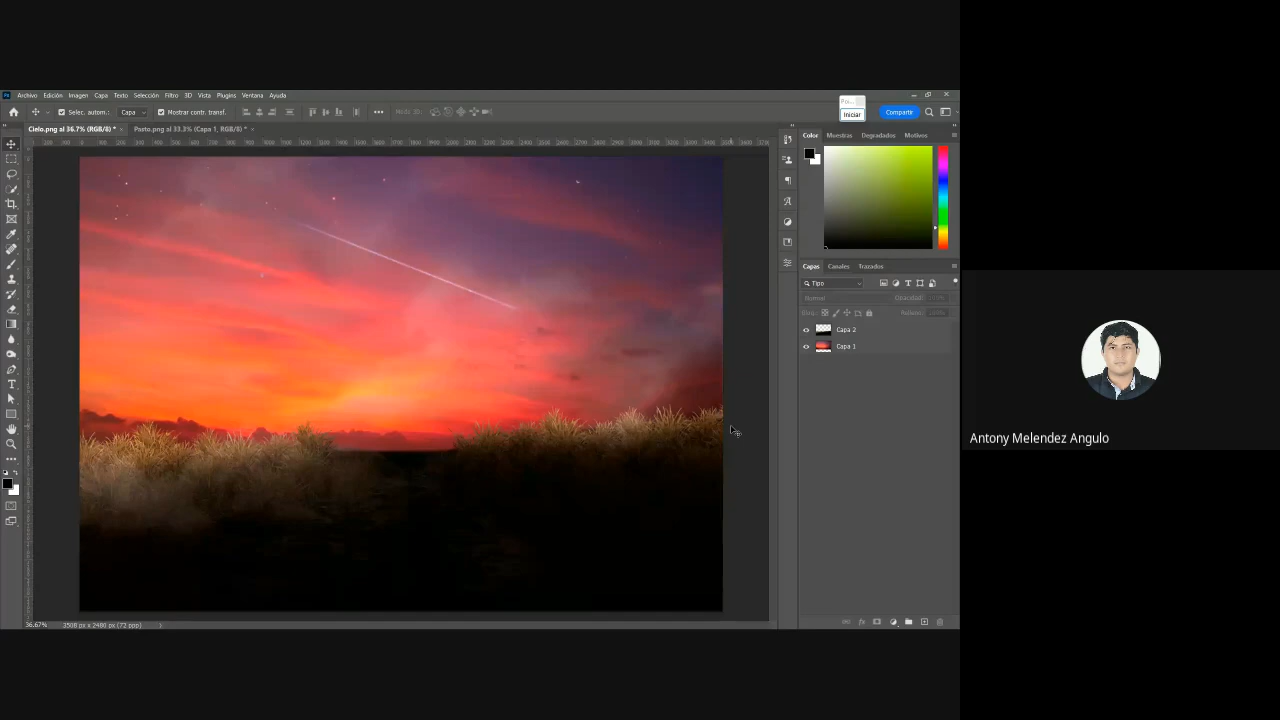 Ps Archivo Edición Imagen Capa Texto Selección Filtro 3D Vista Plugins Ventana Ayuda
Selec. autom.: Capa Mostrar contr. transf. Iniciar Compartir
Cielo.png al 36.7% (RGB/8) * × Pasto.png al 33.3% (Capa 1, RGB/8) * ×
Color Muestras Degradados Motivos
Capas Canales Trazados
Tipo
Normal Opacidad: 100%
Relleno: 100%
Capa 2
Capa 1
Antony Melendez Angulo
36.67% 3508 px x 2480 px (72 ppp)